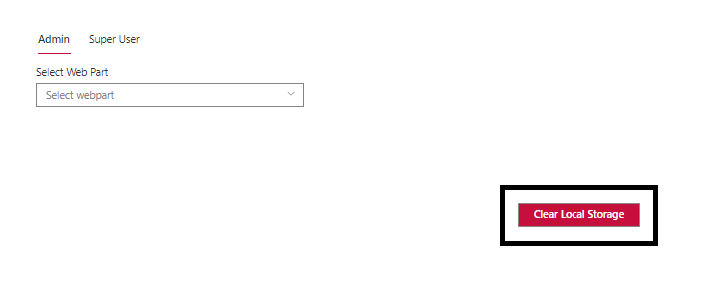 Admin Super User
Select Web Part
Select webpart
Clear Local Storage